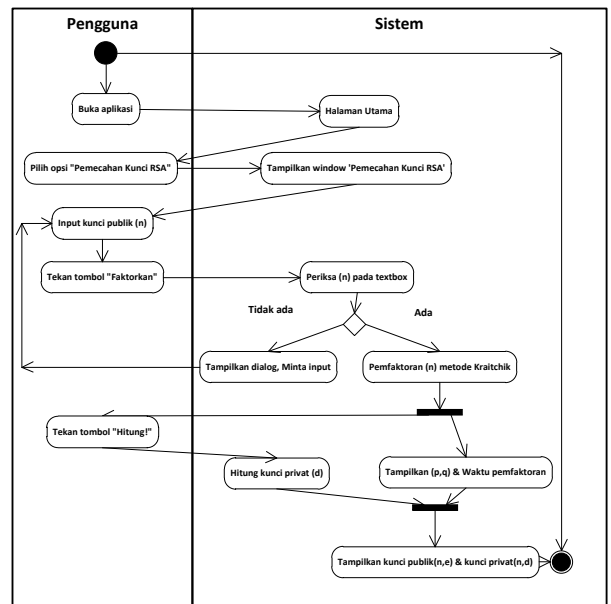 Pengguna
Sistem
Buka aplikasi
Halaman Utama
Pilih opsi "Pemecahan Kunci RSA"
Tampilkan window 'Pemecahan Kunci RSA'
Input kunci publik (n)
Tekan tombol "Faktorkan"
Periksa (n) pada textbox
Tidak ada
Ada
Tampilkan dialog, Minta input
Pemfaktoran (n) metode Kraitchik
Tekan tombol "Hitung!"
Hitung kunci privat (d)
Tampilkan (p,q) & Waktu pemfaktoran
Tampilkan kunci publik(n,e) & kunci privat(n,d)